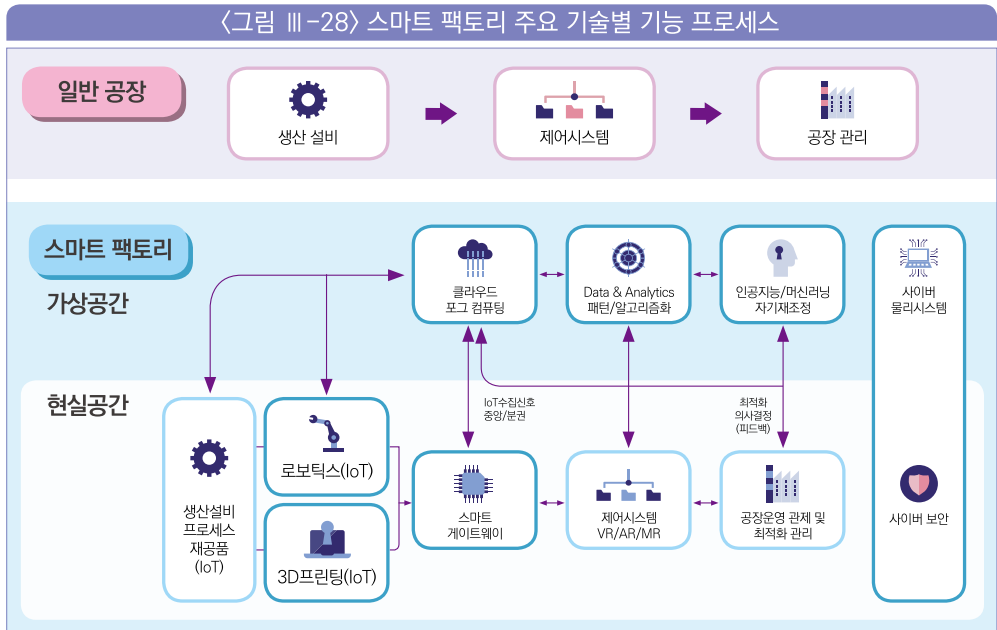 〈그림 Ⅲ-28〉 스마트 팩토리 주요 기술별 기능 프로세스
일반 공장
생산 설비
제어시스템
공장 관리
스마트 팩토리
가상공간
클라우드
포그 컴퓨팅
Data & Analytics
패턴/알고리즘화
인공지능/머신러닝
자기재조정
사이버
물리시스템
현실공간
IoT수집신호
중앙/분권
최적화
의사결정
(피드백)
생산설비
프로세스
재공품
(IoT)
로보틱스(IoT)
3D프린팅(IoT)
스마트
게이트웨이
제어시스템
VR/AR/MR
공장운영 관제 및
최적화 관리
사이버 보안